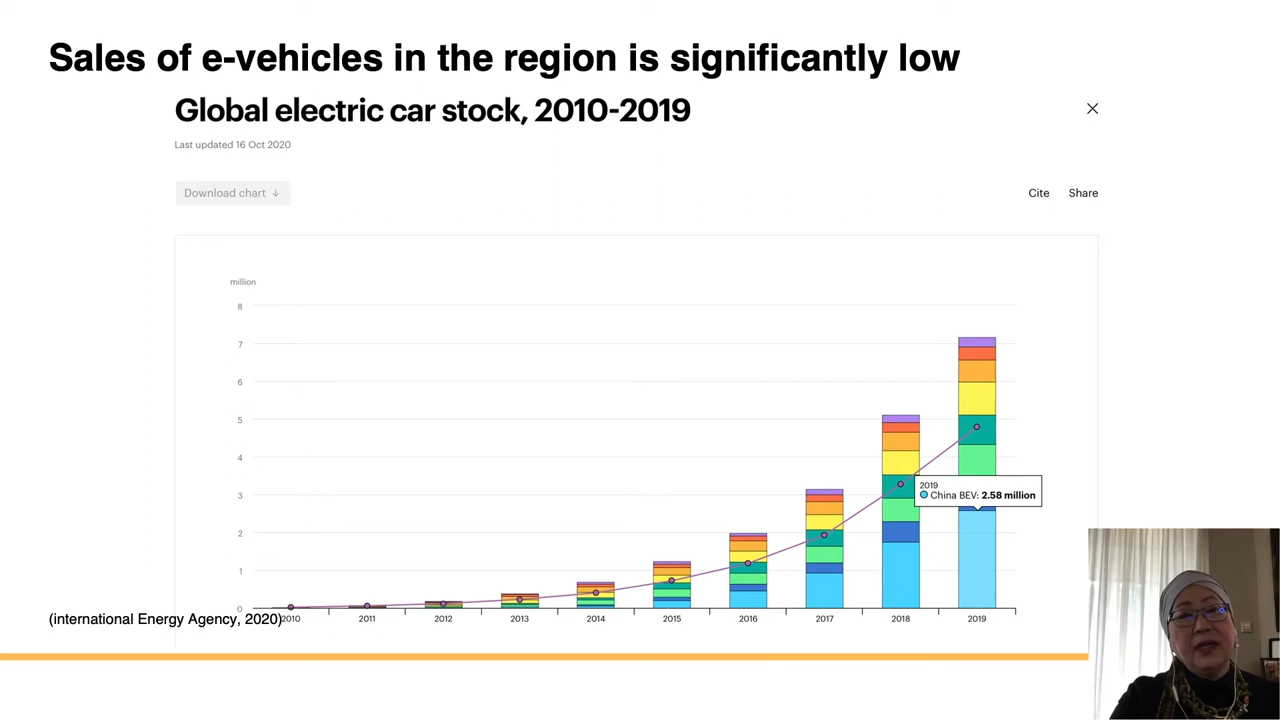 Sales of e-vehicles in the region is significantly low
Global electric car stock, 2010-2019
Last updated 16 Oct 2020
Download chart ↓
Cite
Share
million
8
7
6
5
4
3
2
1
0
2019
China BEV: 2.58 million
2010
2011
2012
2013
2014
2015
2016
2017
2018
2019
(international Energy Agency, 2020)